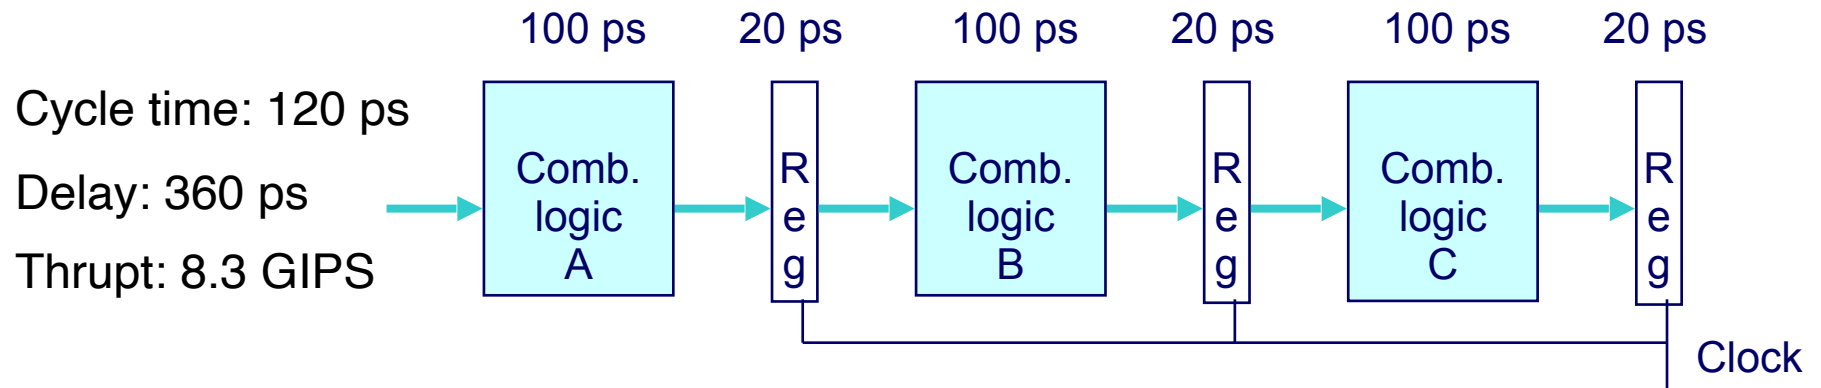 100 ps
20 ps
100 ps
20 ps
100 ps
20 ps
Cycle time: 120 ps
Delay: 360 ps
Thrupt: 8.3 GIPS
Comb.
logic
A
R
e
g
Comb.
logic
B
R
e
g
Comb.
logic
C
R
e
g
Clock